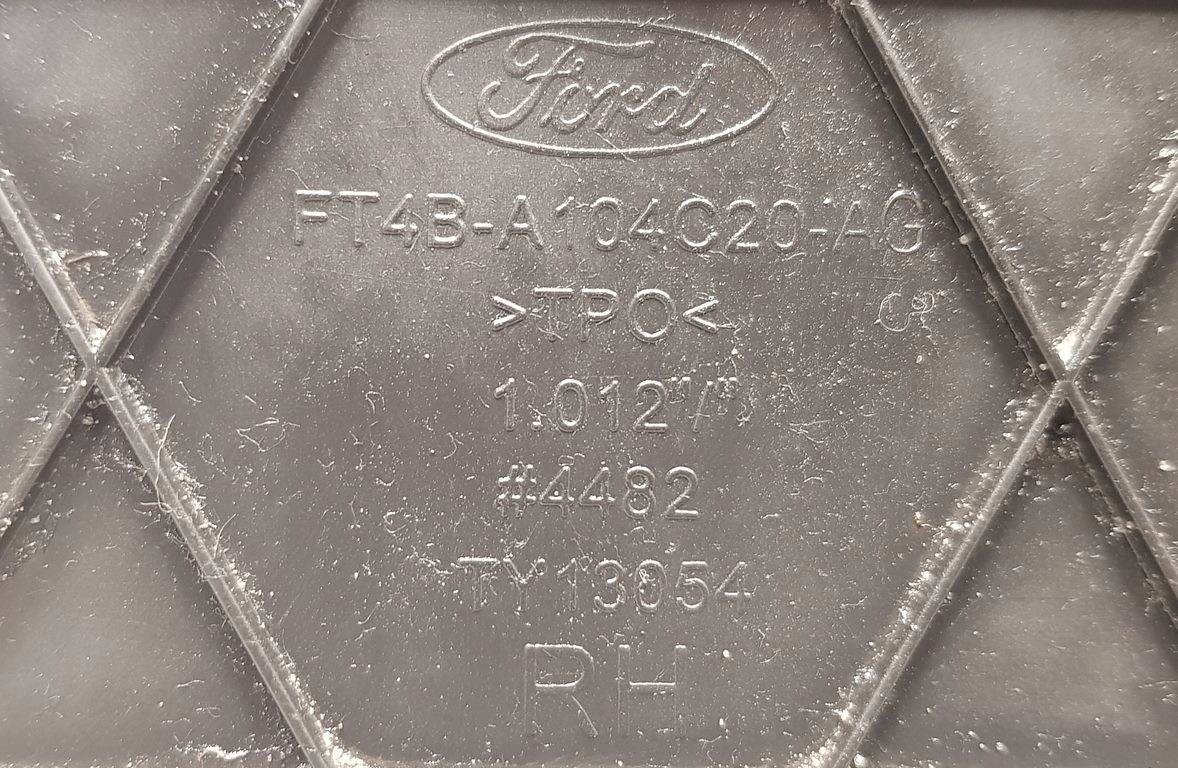 Ford
FT4B-A104C20-AG
>TPO<
1.012"/"
#4482
TY13054
RH